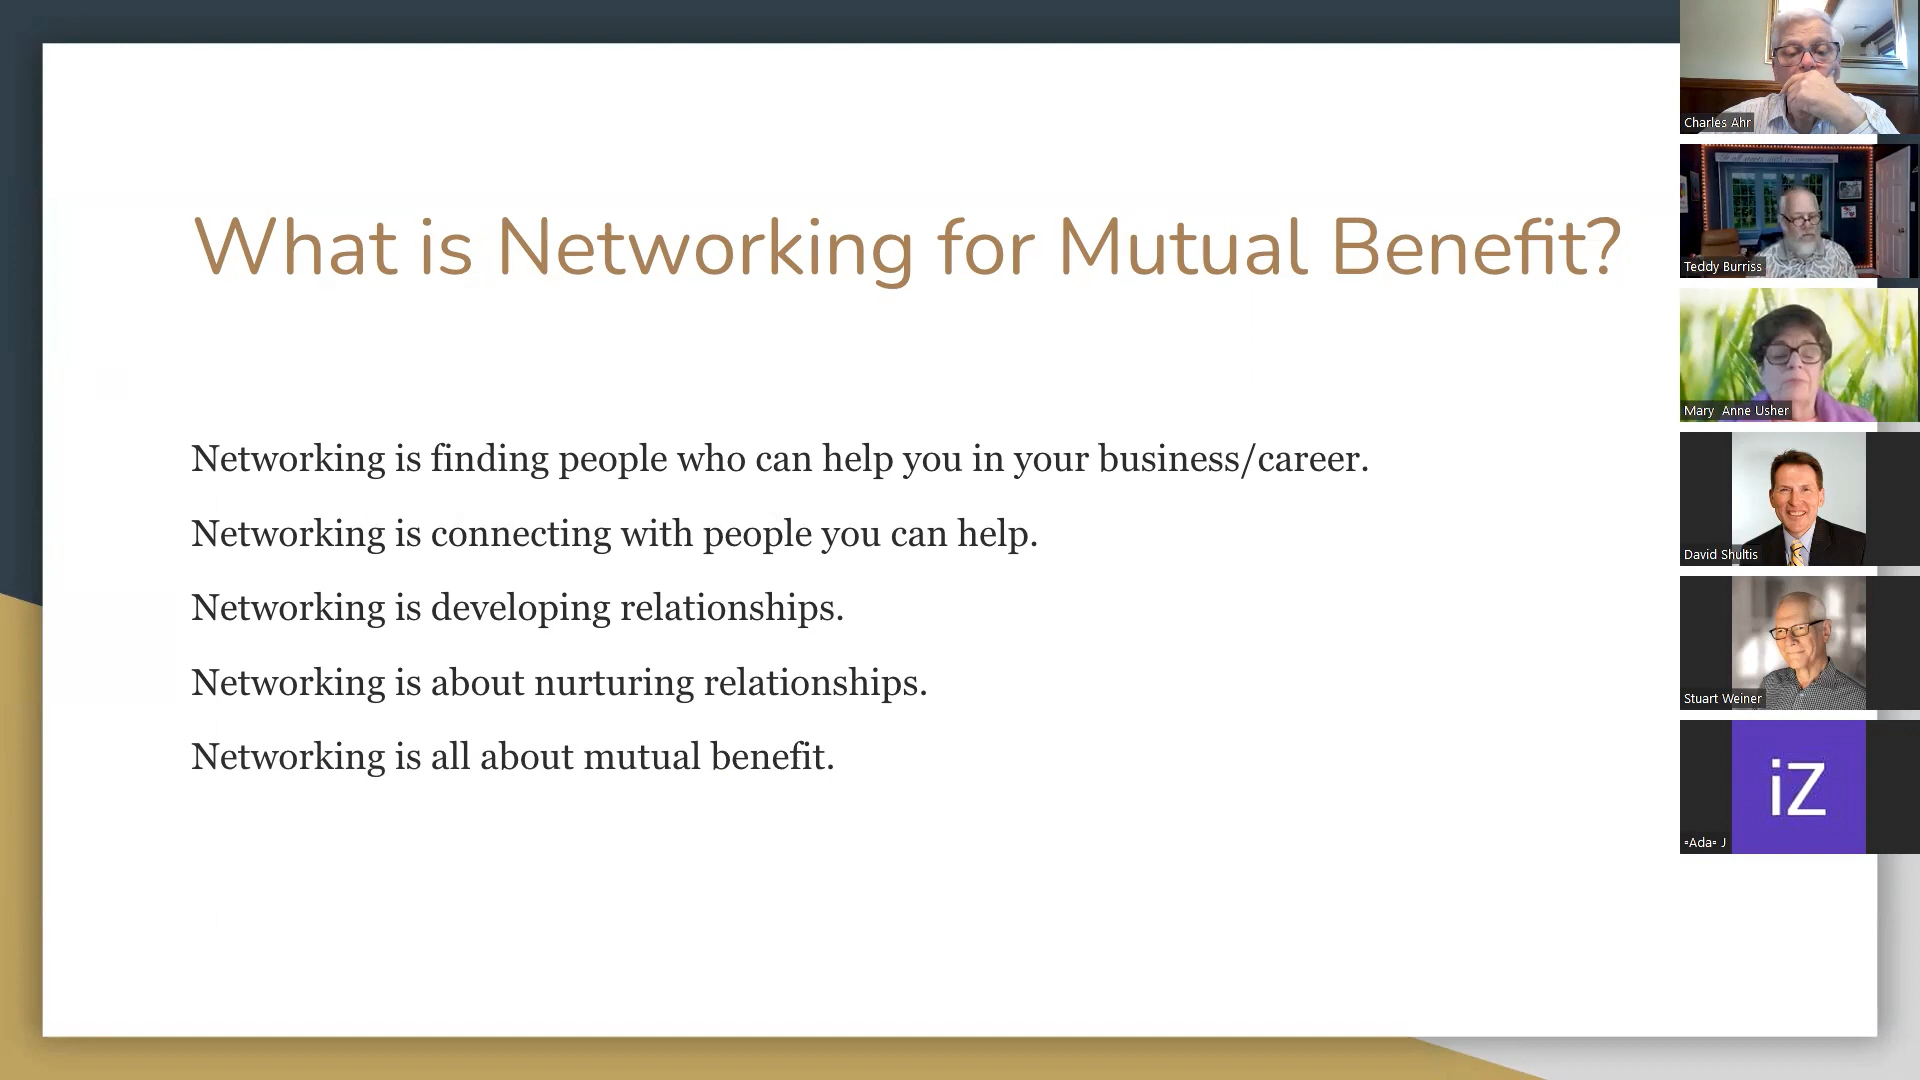 What is Networking for Mutual Benefit?
Networking is finding people who can help you in your business/career.
Networking is connecting with people you can help.
Networking is developing relationships.
Networking is about nurturing relationships.
Networking is all about mutual benefit.
Charles Ahr
Teddy Burriss
Mary Anne Usher
David Shultis
Stuart Weiner
iZ
▫Ada▫ J